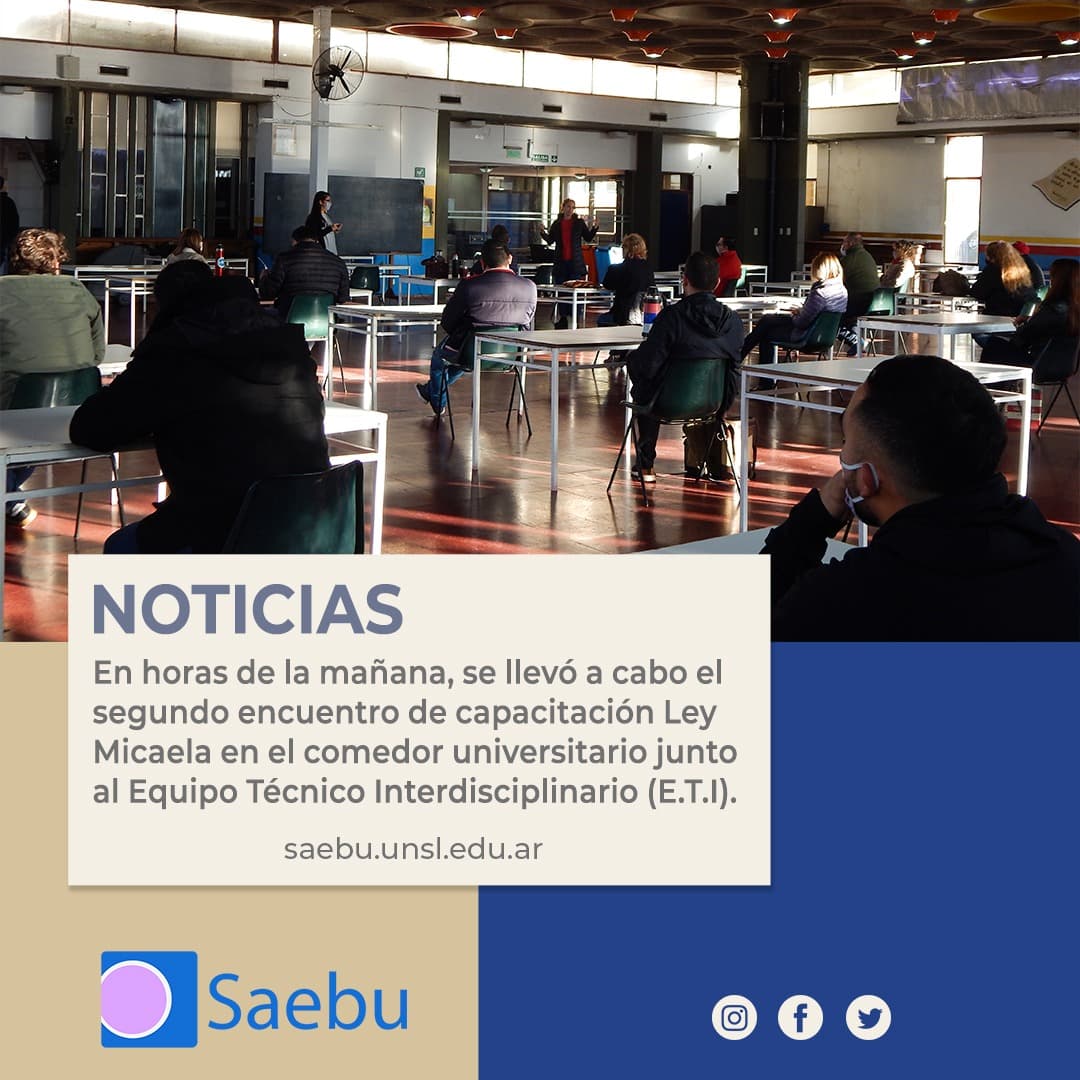 SALIDA
NOTICIAS
En horas de la mañana, se llevó a cabo el
segundo encuentro de capacitación Ley
Micaela en el comedor universitario junto
al Equipo Técnico Interdisciplinario (E.T.I).
saebu.unsl.edu.ar
Saebu